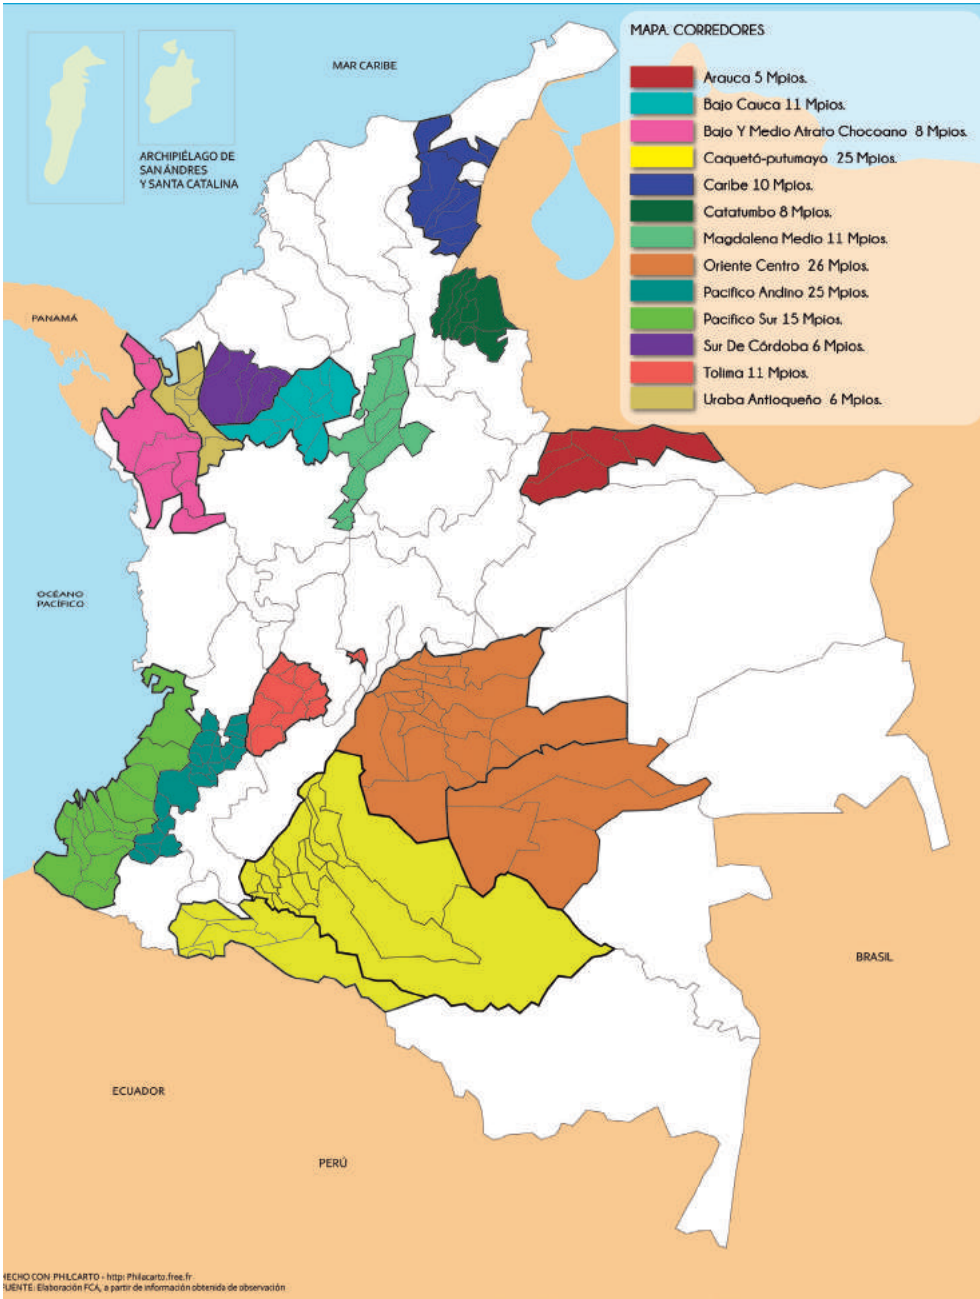 MAPA. CORREDORES
Arauca 5 Mpios.
Bajo Cauca 11 Mpios.
Bajo Y Medio Atrato Chocoano 8 Mpios.
Caquetó-putumayo 25 Mpios.
Caribe 10 Mpios.
Catatumbo 8 Mpios.
Magdalena Medio 11 Mpios.
Oriente Centro 26 Mpios.
Pacifico Andino 25 Mpios.
Pacifico Sur 15 Mpios.
Sur De Córdoba 6 Mpios.
Tolima 11 Mpios.
Uraba Antioqueño 6 Mpios.
MAR CARIBE
ARCHIPIÉLAGO DE
SAN ÁNDRES
Y SANTA CATALINA
PANAMÁ
OCÉANO
PACÍFICO
BRASIL
ECUADOR
PERÚ
HECHO CON PHILCARTO - http: Philacarto.free.fr
FUENTE: Elaboración FCA, a partir de información obtenida de observación